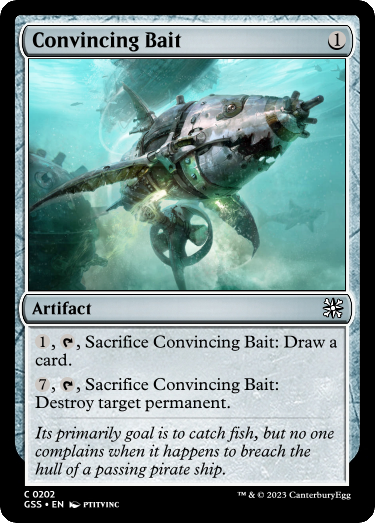 Convincing Bait 1
Artifact
1, , Sacrifice Convincing Bait: Draw a
card.
7, , Sacrifice Convincing Bait:
Destroy target permanent.
Its primarily goal is to catch fish, but no one
complains when it happens to breach the
hull of a passing pirate ship.
C 0202
GSS • EN PTITVINC
™ & © 2023 CanterburyEgg